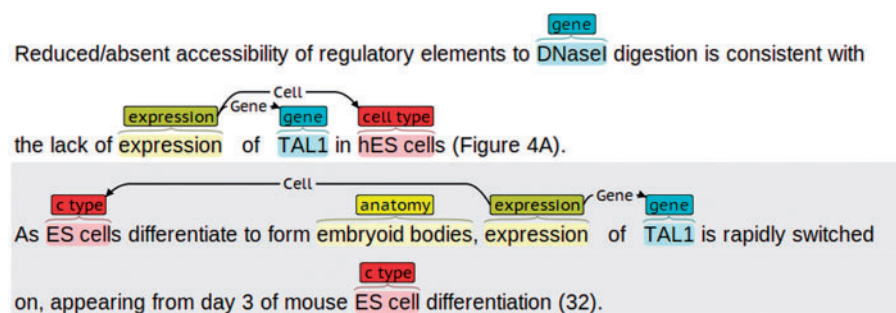 gene
Reduced/absent accessibility of regulatory elements to DNaseI digestion is consistent with
Cell
expression Gene gene cell type
the lack of expression of TAL1 in hES cells (Figure 4A).
Cell
c type anatomy expression Gene gene
As ES cells differentiate to form embryoid bodies, expression of TAL1 is rapidly switched
c type
on, appearing from day 3 of mouse ES cell differentiation (32).